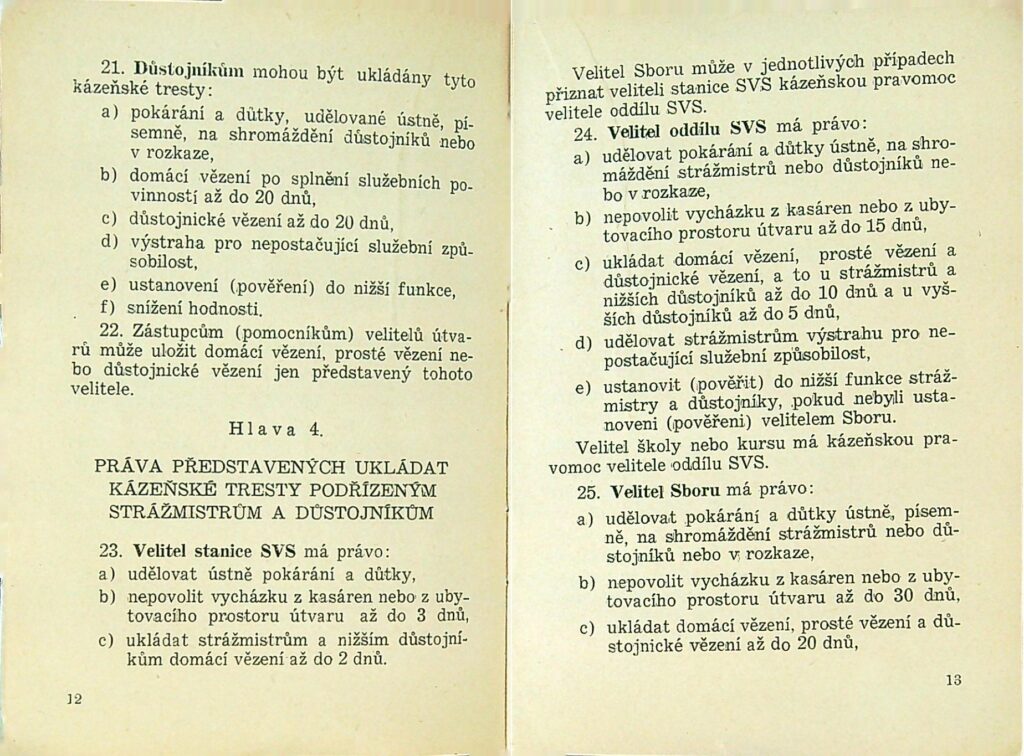 21. Důstojníkům mohou být ukládány tyto
kázeňské tresty:
a) pokárání a důtky, udělované ústně, pí-
semně, na shromáždění důstojníků nebo
v rozkaze,
b) domácí vězení po splnění služebních po-
vinností až do 20 dnů,
c) důstojnické vězení až do 20 dnů,
d) výstraha pro nepostačující služební způ-
sobilost,
e) ustanovení (pověření) do nižší funkce,
f) snížení hodnosti.
22. Zástupcům (pomocníkům) velitelů útva-
rů může uložit domácí vězení, prosté vězení ne-
bo důstojnické vězení jen představený tohoto
velitele.
Hlava 4.
PRÁVA PŘEDSTAVENÝCH UKLÁDAT
KÁZEŇSKÉ TRESTY PODŘÍZENÝM
STRÁŽMISTRŮM A DŮSTOJNÍKŮM
23. Velitel stanice SVS má právo:
a) udělovat ústně pokárání a důtky,
b) nepovolit vycházku z kasáren nebo z uby-
tovacího prostoru útvaru až do 3 dnů,
c) ukládat strážmistrům a nižším důstojní-
kům domácí vězení až do 2 dnů.
12
Velitel Sboru může v jednotlivých případech
přiznat veliteli stanice SVS kázeňskou pravomoc
velitele oddílu SVS.
24. Velitel oddílu SVS má právo:
a) udělovat pokárání a důtky ústně, na shro-
máždění strážmistrů nebo důstojníků ne-
bo v rozkaze,
b) nepovolit vycházku z kasáren nebo z uby-
tovacího prostoru útvaru až do 15 dnů,
c) ukládat domácí vězení, prosté vězení a
důstojnické vězení, a to u strážmistrů a
nižších důstojníků až do 10 dnů a u vyš-
ších důstojníků až do 5 dnů,
d) udělovat strážmistrům výstrahu pro ne-
postačující služební způsobilost,
e) ustanovit (pověřit) do nižší funkce stráž-
mistry a důstojníky, pokud nebyli usta-
noveni (pověřeni) velitelem Sboru.
Velitel školy nebo kursu má kázeňskou pra-
vomoc velitele oddílu SVS.
25. Velitel Sboru má právo:
a) udělovat pokárání a důtky ústně, písem-
ně, na shromáždění strážmistrů nebo dů-
stojníků nebo v rozkaze,
b) nepovolit vycházku z kasáren nebo z uby-
tovacího prostoru útvaru až do 30 dnů,
c) ukládat domácí vězení, prosté vězení a dů-
stojnické vězení až do 20 dnů,
13